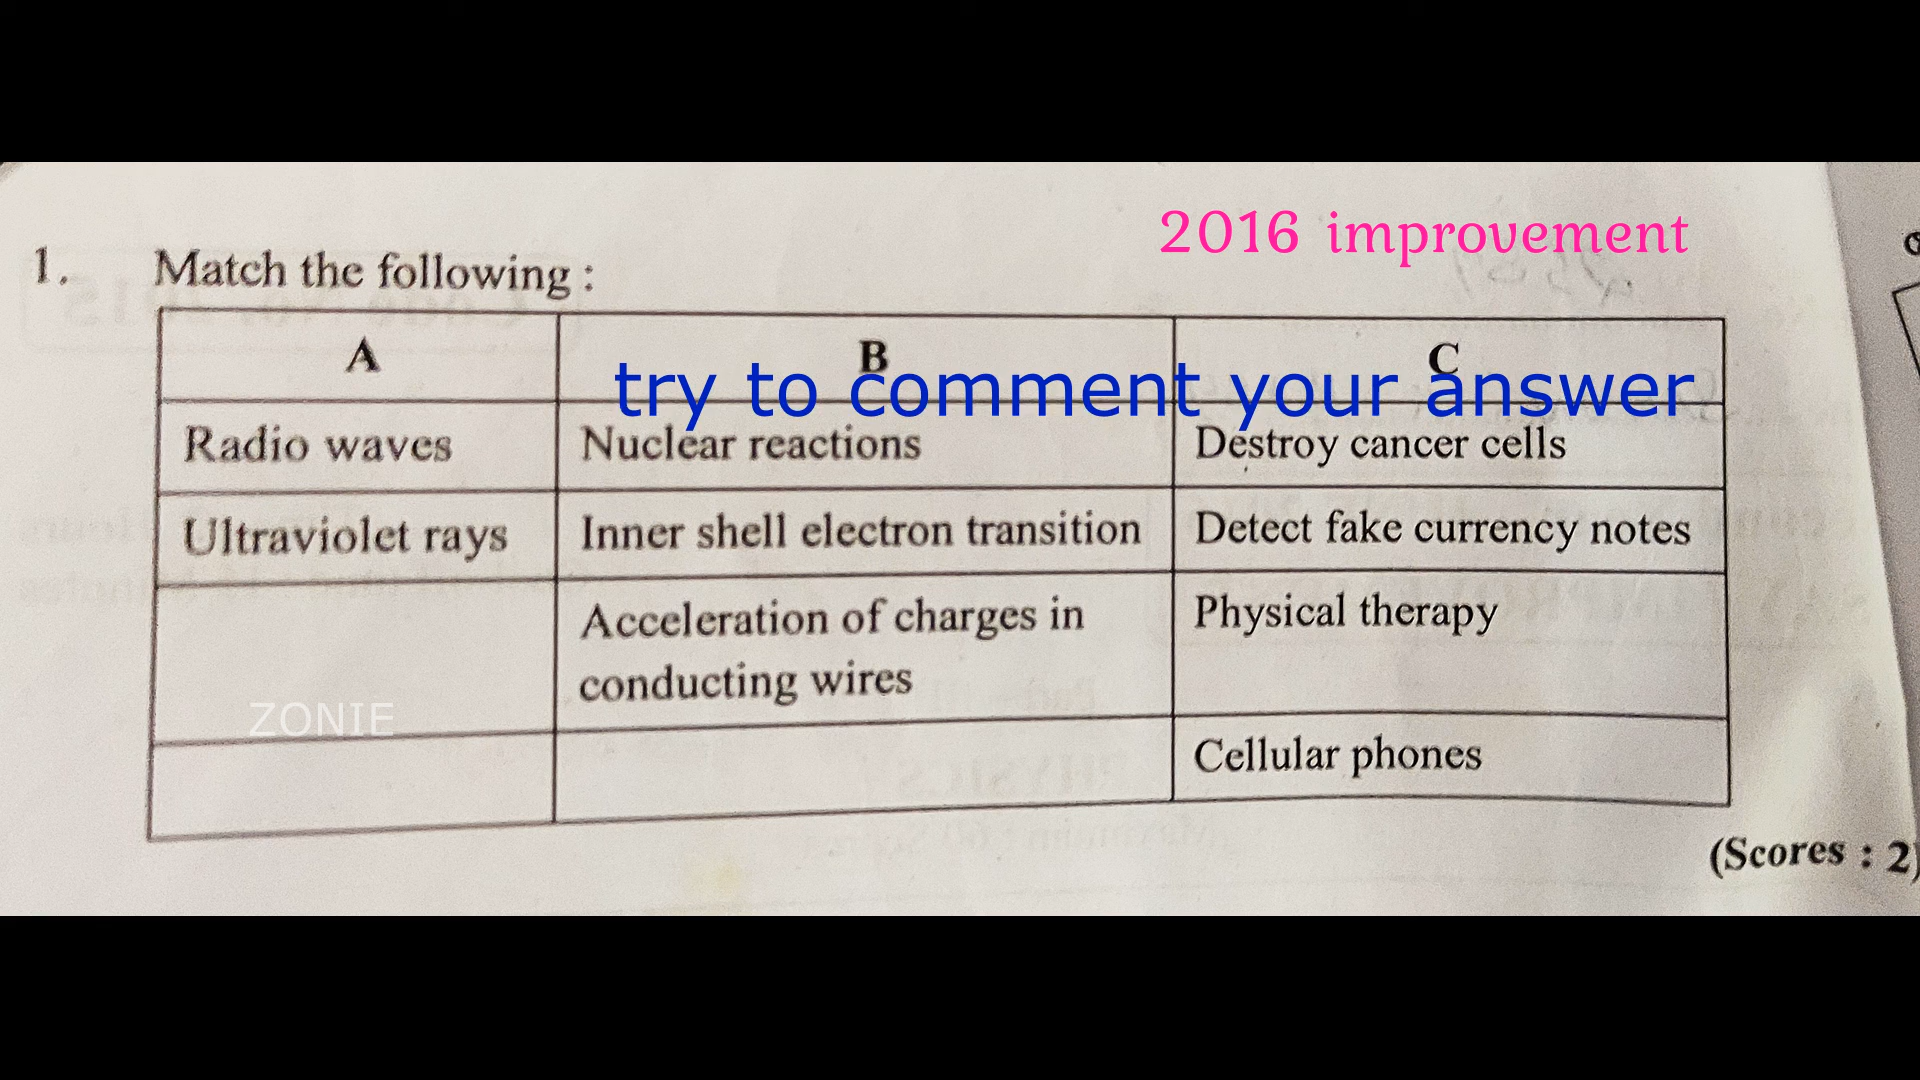 2016 improvement
1. Match the following :
A B C
try to comment your answer
Radio waves Nuclear reactions Destroy cancer cells
Ultraviolet rays Inner shell electron transition Detect fake currency notes
Acceleration of charges in Physical therapy
conducting wires
ZONIE
Cellular phones
(Scores : 2)